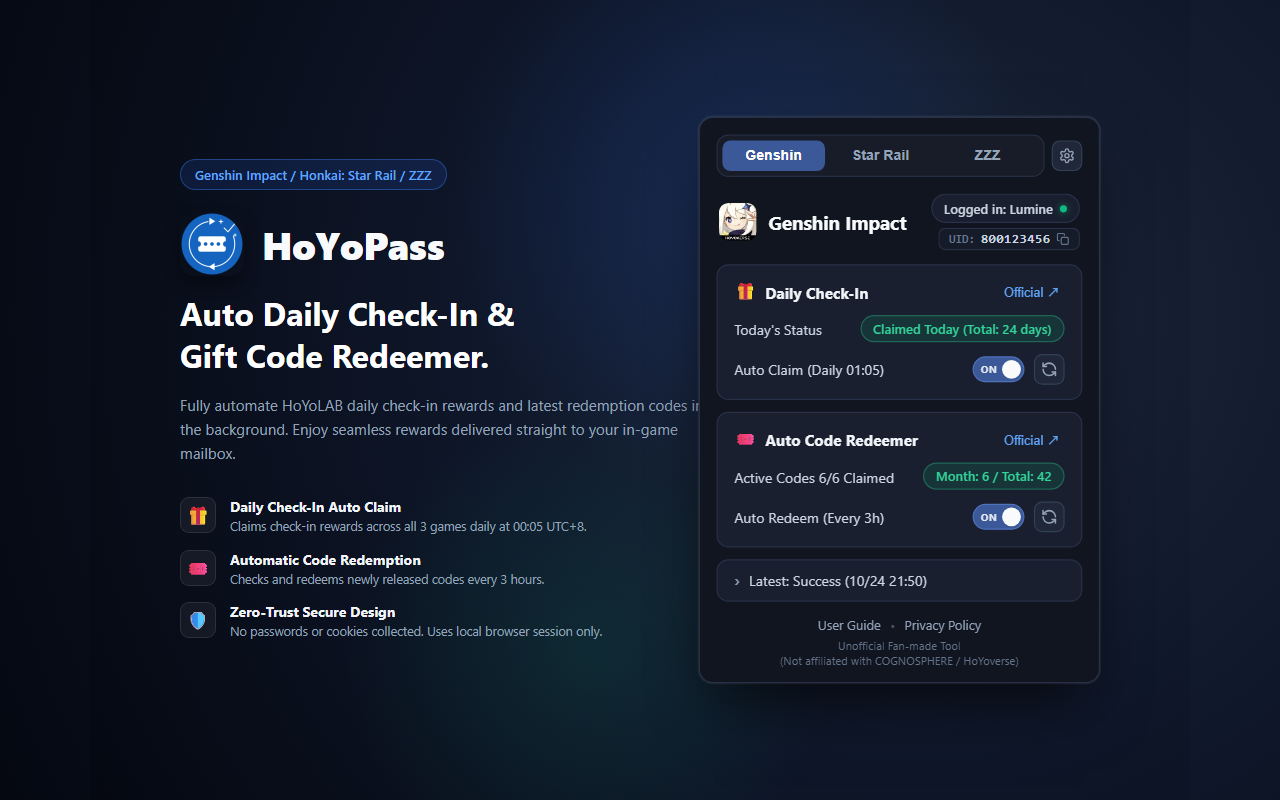 Genshin Impact / Honkai: Star Rail / ZZZ
HoYoPass
Auto Daily Check-In &
Gift Code Redeemer.
Fully automate HoYoLAB daily check-in rewards and latest redemption codes in
the background. Enjoy seamless rewards delivered straight to your in-game
mailbox.
Daily Check-In Auto Claim
Claims check-in rewards across all 3 games daily at 00:05 UTC+8.
Automatic Code Redemption
Checks and redeems newly released codes every 3 hours.
Zero-Trust Secure Design
No passwords or cookies collected. Uses local browser session only.
Genshin Star Rail ZZZ
Genshin Impact
Logged in: Lumine
UID: 800123456
Daily Check-In Official ↗
Today's Status Claimed Today (Total: 24 days)
Auto Claim (Daily 01:05) ON
Auto Code Redeemer Official ↗
Active Codes 6/6 Claimed Month: 6 / Total: 42
Auto Redeem (Every 3h) ON
› Latest: Success (10/24 21:50)
User Guide • Privacy Policy
Unofficial Fan-made Tool
(Not affiliated with COGNOSPHERE / HoYoverse)